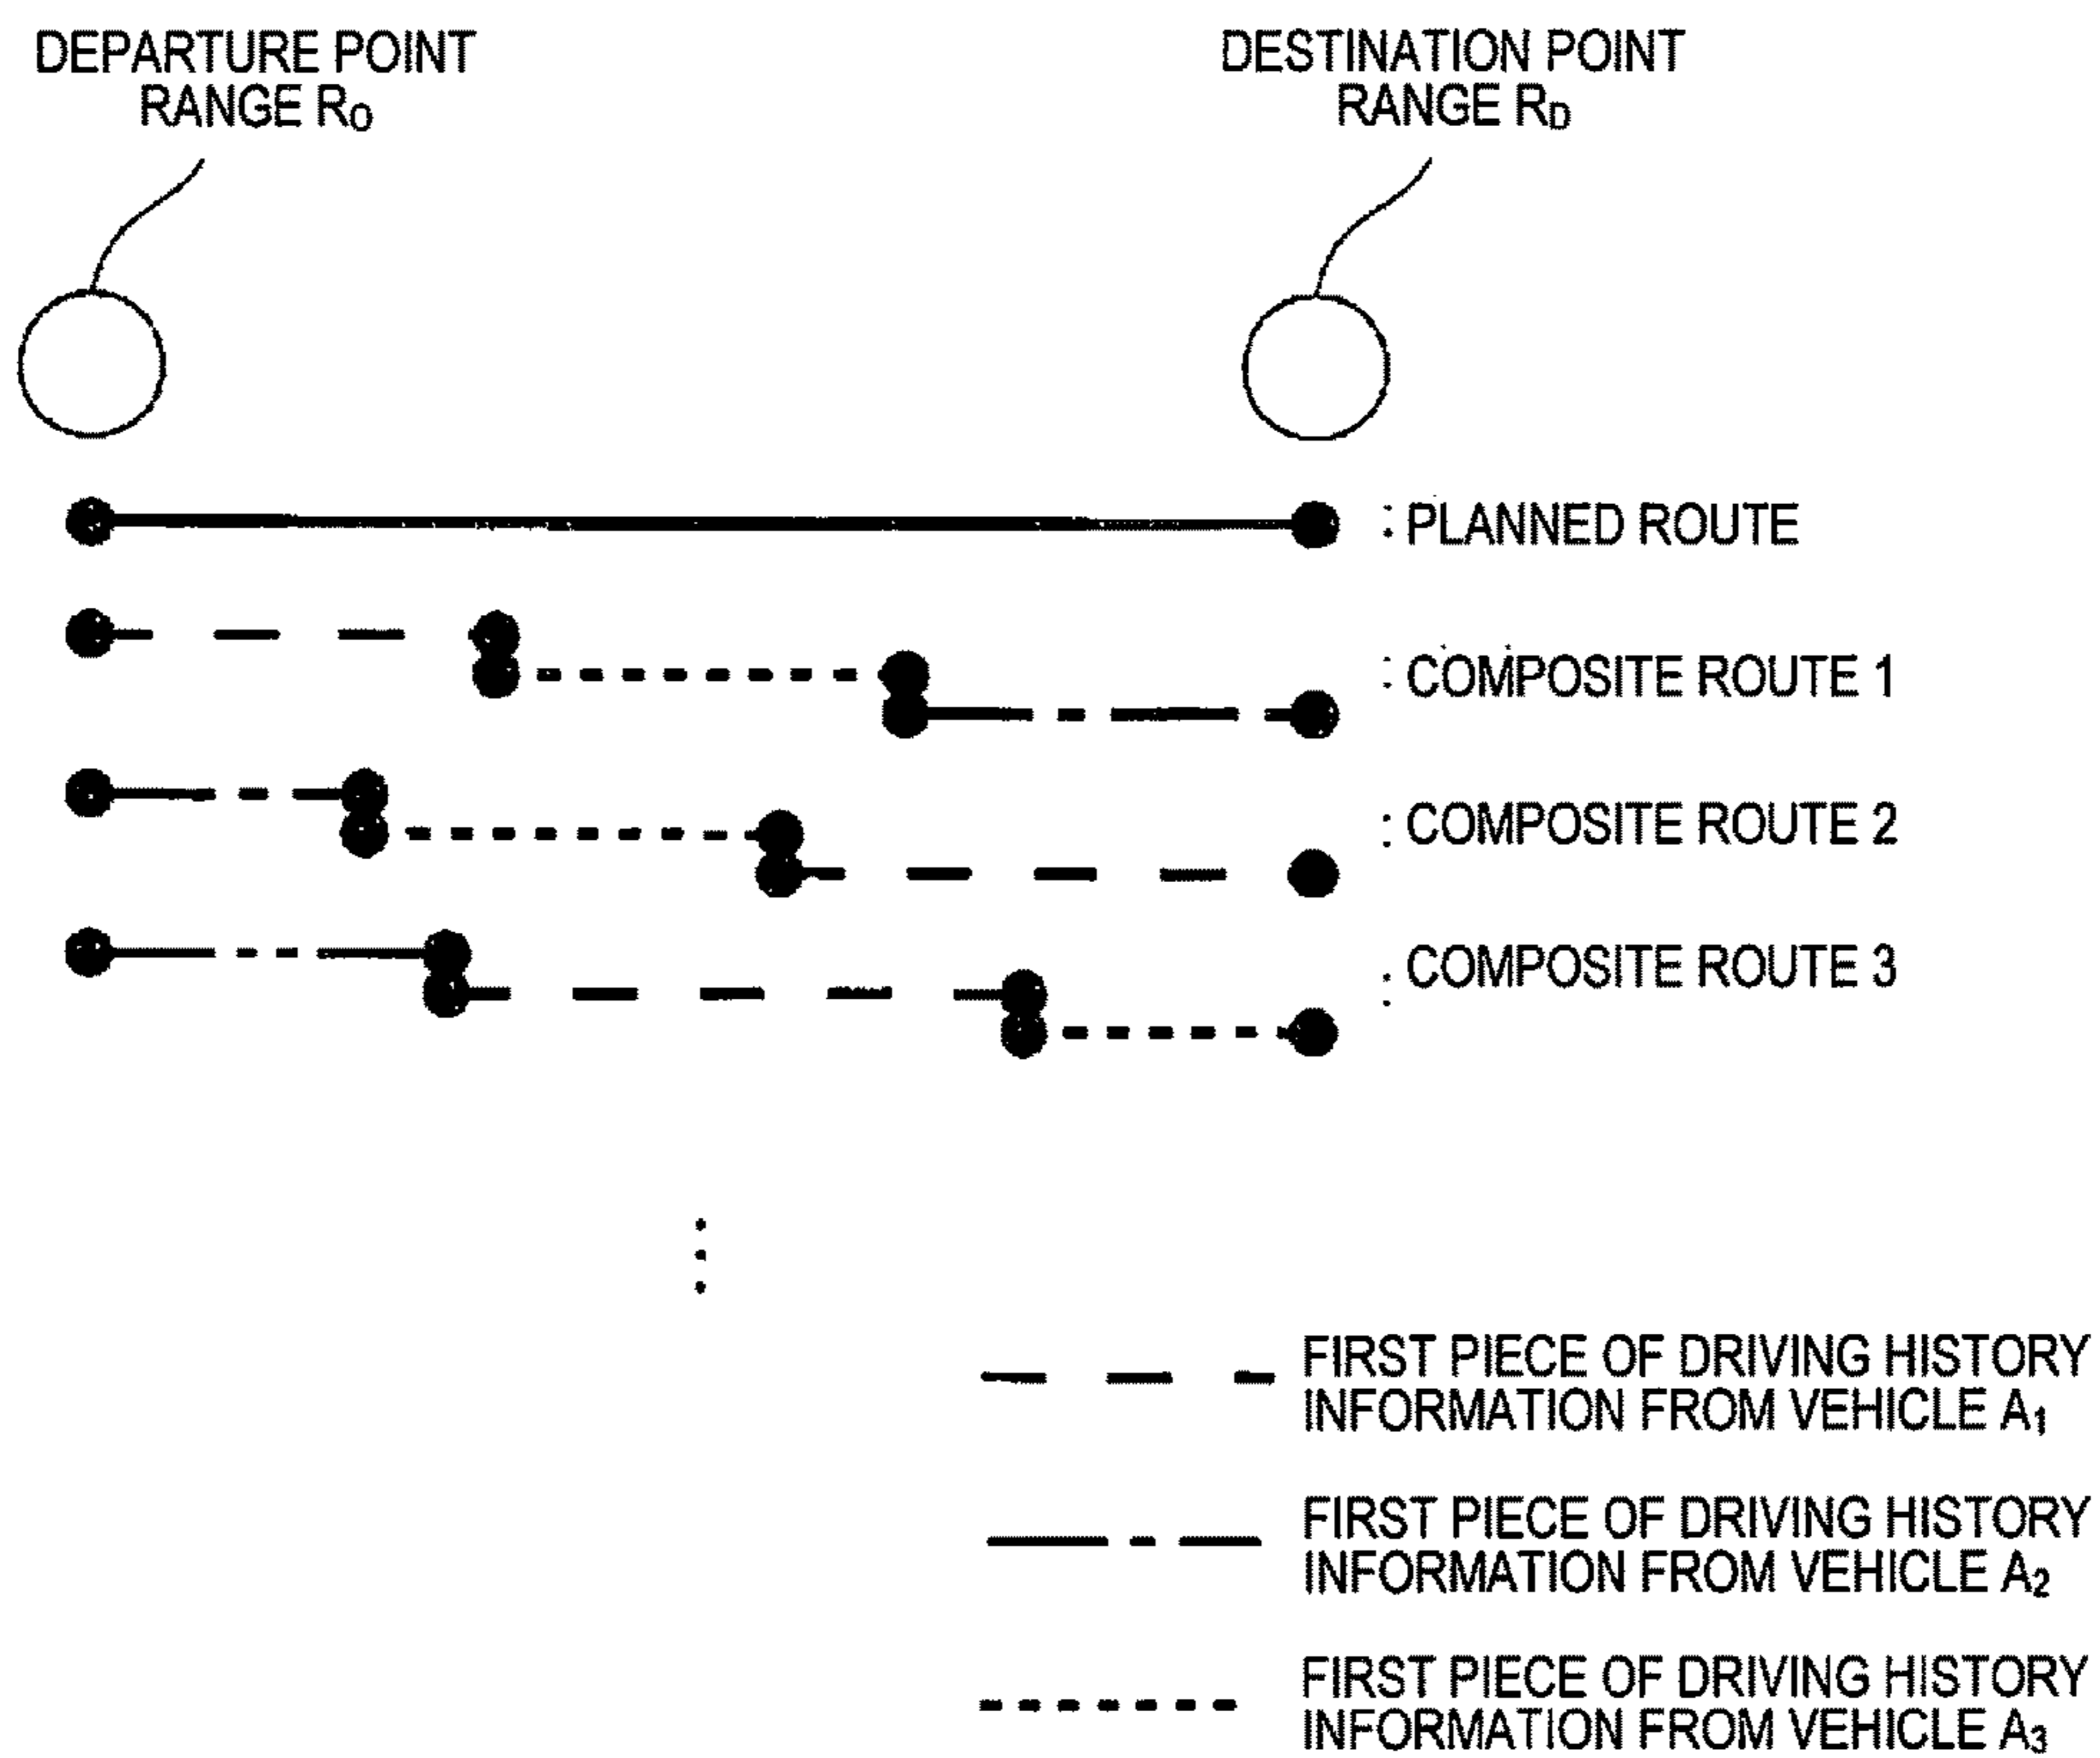 DEPARTURE POINT
RANGE R₀
DESTINATION POINT
RANGE R_D
: PLANNED ROUTE
: COMPOSITE ROUTE 1
: COMPOSITE ROUTE 2
: COMPOSITE ROUTE 3
FIRST PIECE OF DRIVING HISTORY
INFORMATION FROM VEHICLE A₁
FIRST PIECE OF DRIVING HISTORY
INFORMATION FROM VEHICLE A₂
FIRST PIECE OF DRIVING HISTORY
INFORMATION FROM VEHICLE A₃